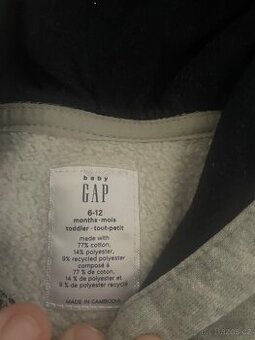 baby
GAP
6-12
months·mois
toddler·tout-petit
made with
77% cotton,
14% polyester,
9% recycled polyester
composé à
77 % de coton,
14 % de polyester et
9 % de polyester recyclé
MADE IN CAMBODIA